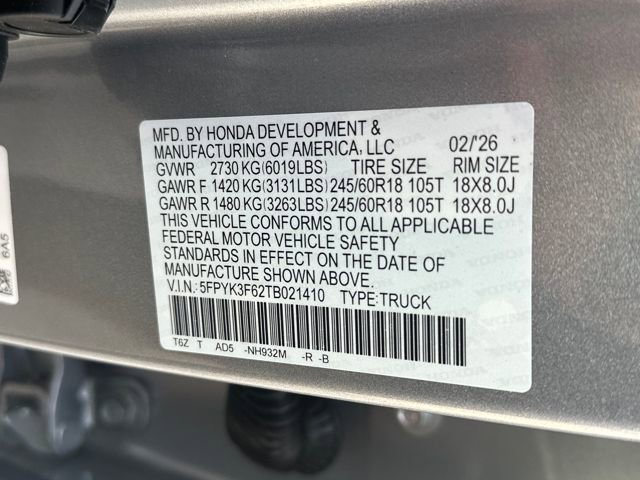 MFD. BY HONDA DEVELOPMENT &
MANUFACTURING OF AMERICA, LLC 02/'26
GVWR 2730 KG(6019LBS) TIRE SIZE RIM SIZE
GAWR F 1420 KG(3131LBS) 245/60R18 105T 18X8.0J
GAWR R 1480 KG(3263LBS) 245/60R18 105T 18X8.0J
THIS VEHICLE CONFORMS TO ALL APPLICABLE
FEDERAL MOTOR VEHICLE SAFETY
STANDARDS IN EFFECT ON THE DATE OF
MANUFACTURE SHOWN ABOVE.
V.I.N.: 5FPYK3F62TB021410 TYPE:TRUCK
T6Z T AD5 -NH932M -R -B
6A5